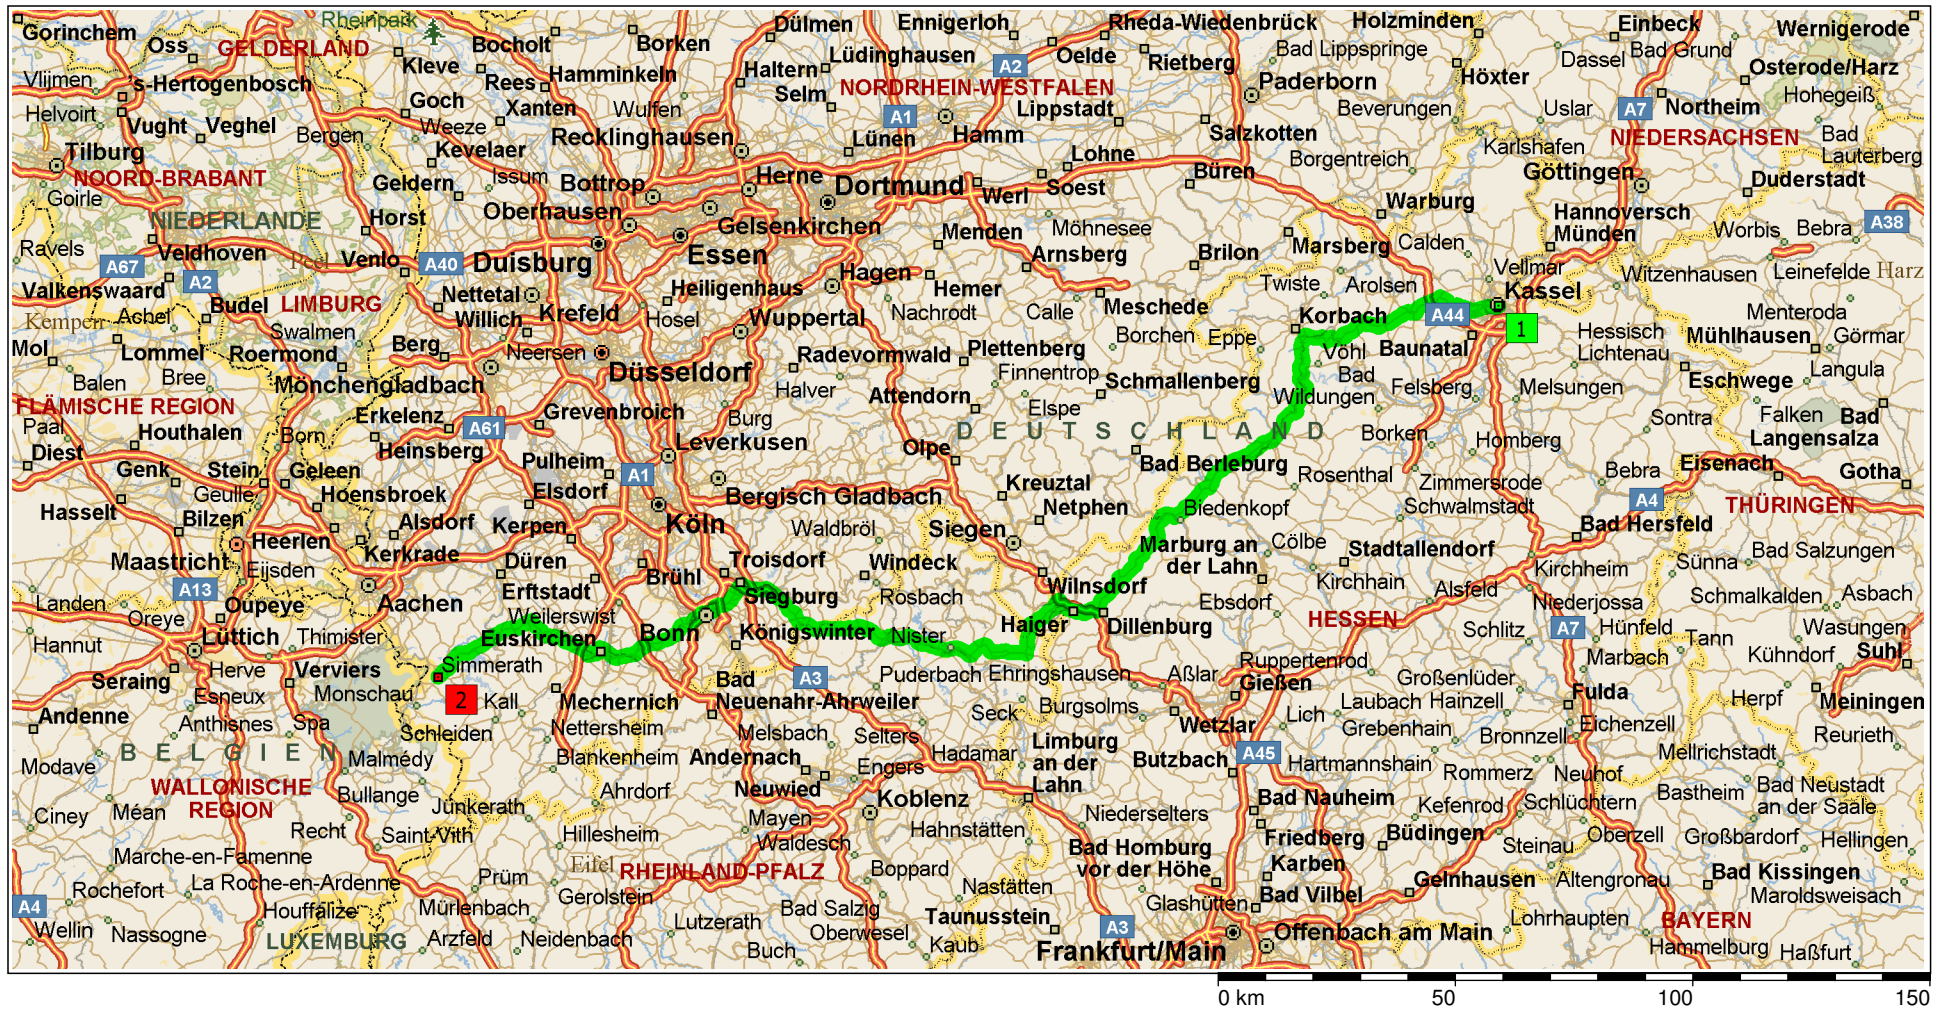 Gorinchem
Oss
GELDERLAND
Rheinpark
Kleve
Bocholt
Borken
Dülmen
Ennigerloh
Rheda-Wiedenbrück
Holzminden
Einbeck
Wernigerode
Vlijmen
's-Hertogenbosch
Rees
Hamminkeln
Haltern
Lüdinghausen
A2
Oelde
Rietberg
Bad Lippspringe
Dassel
Bad Grund
Osterode/Harz
Helvoirt
Vught
Veghel
Goch
Xanten
Wulfen
Selm
NORDRHEIN-WESTFALEN
Lippstadt
Paderborn
Höxter
Beverungen
Uslar
A7
Northeim
Hohegeiß
Bergen
Weeze
Recklinghausen
A1
Lünen
Hamm
Salzkotten
Karlshafen
NIEDERSACHSEN
Bad
Lauterberg
Tilburg
NOORD-BRABANT
Kevelaer
Issum
Bottrop
Herne
Dortmund
Lohne
Soest
Werl
Büren
Borgentreich
Göttingen
Duderstadt
Goirle
Geldern
Oberhausen
Gelsenkirchen
Warburg
Hannoversch
Münden
NIEDERLANDE
Horst
Möhnesee
Menden
Arnsberg
Brilon
Marsberg
Calden
Worbis
Bebra
A38
Ravels
Veldhoven
Peel
Venlo
A40
Duisburg
Essen
Hagen
Vellmar
Witzenhausen
Leinefelde
Harz
A67
A2
Valkenswaard
Budel
LIMBURG
Nettetal
Willich
Krefeld
Heiligenhaus
Hösel
Hemer
Meschede
Twiste
Arolsen
Kassel
Kempen
Achel
Swalmen
Wuppertal
Nachrodt
Calle
Borchen
Eppe
Korbach
A44
1
Menteroda
Mol
Lommel
Roermond
Berg
Neersen
Radevormwald
Plettenberg
Finnentrop
Vöhl
Baunatal
Hessisch
Lichtenau
Mühlhausen
Görmar
Balen
Bree
Mönchengladbach
Düsseldorf
Halver
Schmallenberg
Bad
Wildungen
Felsberg
Melsungen
Eschwege
Langula
FLÄMISCHE REGION
Paal
Houthalen
Erkelenz
Grevenbroich
Burg
Attendorn
Elspe
DEUTSCHLAND
Borken
Homberg
Sontra
Falken
Bad
Langensalza
Diest
Born
A61
Heinsberg
Leverkusen
Olpe
Genk
Stein
Geleen
Pulheim
A1
Bad Berleburg
Rosenthal
Zimmersrode
Bebra
Eisenach
Gotha
Geulle
Hoensbroek
Elsdorf
Bergisch Gladbach
Kreuztal
Netphen
Biedenkopf
Schwalmstadt
A4
THÜRINGEN
Hasselt
Bilzen
Alsdorf
Kerpen
Köln
Waldbröl
Siegen
Bad Hersfeld
Heerlen
Maastricht
Kerkrade
Düren
Troisdorf
Windeck
Marburg an
der Lahn
Cölbe
Stadtallendorf
Sünna
Bad Salzungen
Eijsden
A13
Erftstadt
Brühl
Wilnsdorf
Kirchhain
Alsfeld
Kirchheim
Landen
Oupeye
Oreye
Aachen
Weilerswist
Siegburg
Rosbach
Ebsdorf
Niederjossa
Schmalkalden
Asbach
Hannut
Lüttich
Thimister
Euskirchen
Bonn
Königswinter
Nister
Haiger
Dillenburg
HESSEN
Schlitz
A7
Hünfeld
Tann
Wasungen
Herve
Verviers
Simmerath
Seraing
Esneux
Monschau
2
Kall
Mechernich
Bad
Neuenahr-Ahrweiler
A3
Puderbach
Ehringshausen
Aßlar
Ruppertenrod
Gießen
Großenlüder
Marbach
Kühndorf
Suhl
Andenne
Anthisnes
Spa
Schleiden
Nettersheim
Melsbach
Selters
Seck
Burgsolms
Wetzlar
Lich
Laubach
Hainzell
Grebenhain
Fulda
Eichenzell
Herpf
Meiningen
BELGIEN
Modave
Malmédy
Blankenheim
Andernach
Hadamar
Limburg
an der
Lahn
Butzbach
A45
Hartmannshain
Bronnzell
Mellrichstadt
Reurieth
WALLONISCHE
REGION
Bullange
Jünkerath
Ahrdorf
Neuwied
Engers
Koblenz
Rommerz
Neuhof
Bastheim
Bad Neustadt
an der Saale
Ciney
Méan
Recht
Saint-Vith
Hillesheim
Mayen
Waldesch
Hahnstätten
Niederselters
Bad Nauheim
Kefenrod
Schlüchtern
Marche-en-Famenne
Eifel
RHEINLAND-PFALZ
Boppard
Bad Homburg
vor der Höhe
Friedberg
Karben
Büdingen
Steinau
Oberzell
Großbardorf
Hellingen
Rochefort
La Roche-en-Ardenne
Prüm
Gerolstein
Nastätten
Gelnhausen
Altengronau
Bad Kissingen
Maroldsweisach
A4
Houffalize
Mürlenbach
Bad Salzig
Taunusstein
Glashütten
Bad Vilbel
Lohrhaupten
BAYERN
Wellin
Nassogne
LUXEMBURG
Arzfeld
Neidenbach
Lutzerath
Oberwesel
Buch
Kaub
A3
Frankfurt/Main
Offenbach am Main
Hammelburg
Haßfurt
0 km
50
100
150